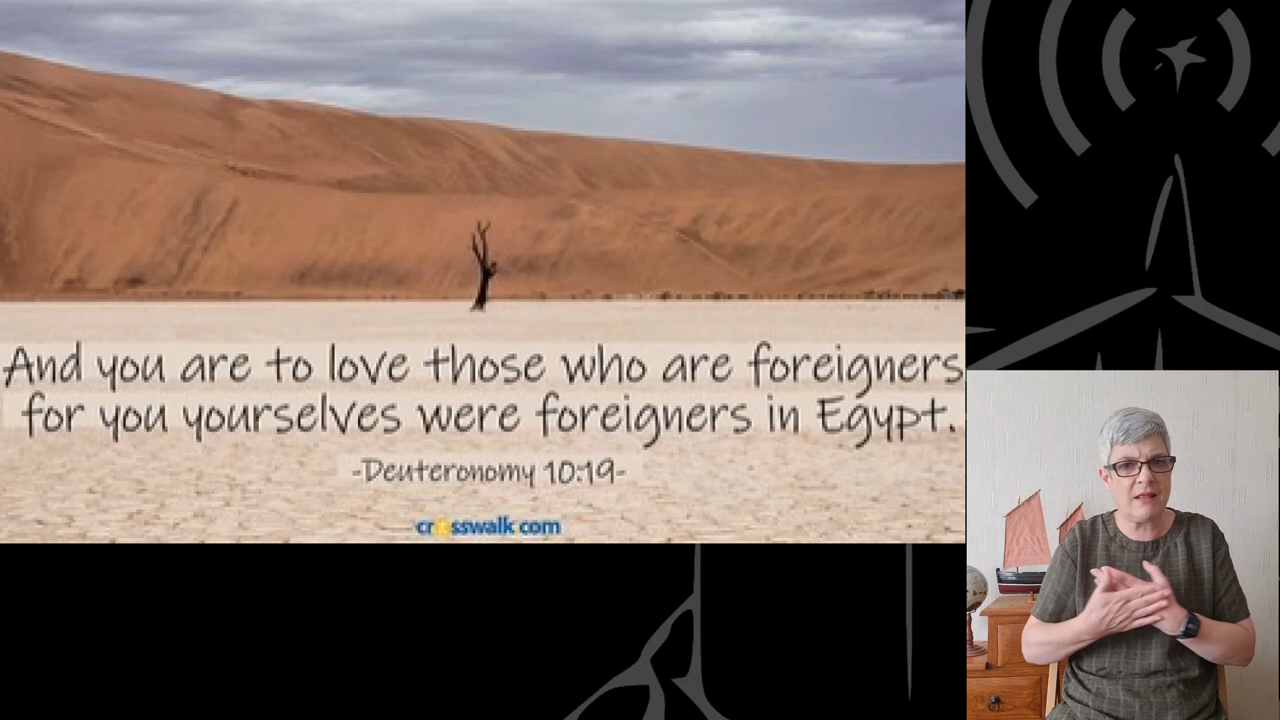 And you are to love those who are foreigners
for you yourselves were foreigners in Egypt.
-Deuteronomy 10:19-
crosswalk.com